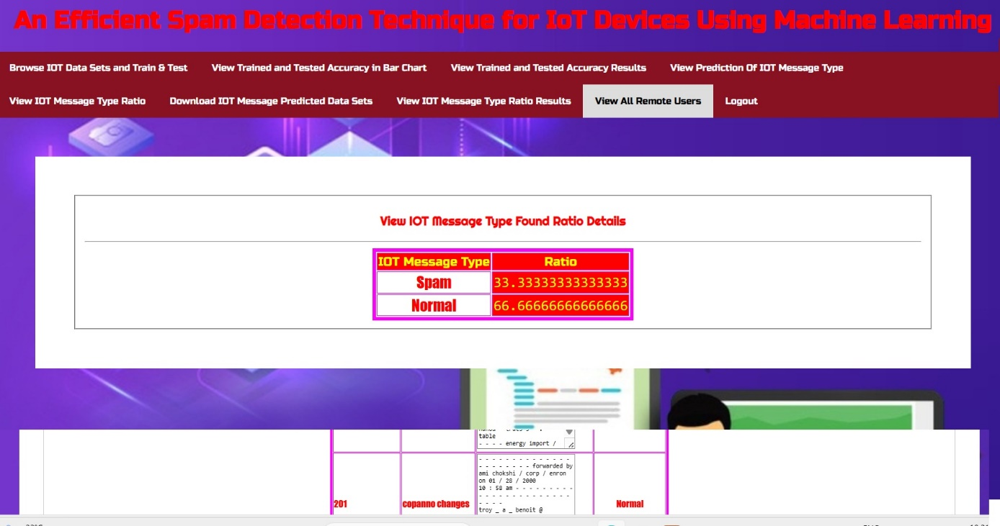 An Efficient Spam Detection Technique for IoT Devices Using Machine Learning
Browse IOT Data Sets and Train & Test View Trained and Tested Accuracy in Bar Chart View Trained and Tested Accuracy Results View Prediction Of IOT Message Type
View IOT Message Type Ratio Download IOT Message Predicted Data Sets View IOT Message Type Ratio Results View All Remote Users Logout
View IOT Message Type Found Ratio Details
IOT Message Type Ratio
Spam 33.33333333333333
Normal 66.66666666666666
table
- - - - energy import /
- - - - - - - - - - - - - -
- - - - - - - - forwarded by
ami chokshi / corp / enron
on 01 / 28 / 2000
10 : 58 am - - - - - - - - -
- - - - - - - - - - - - - -
- - - -
troy _ a _ benoit @
201 copanno changes Normal